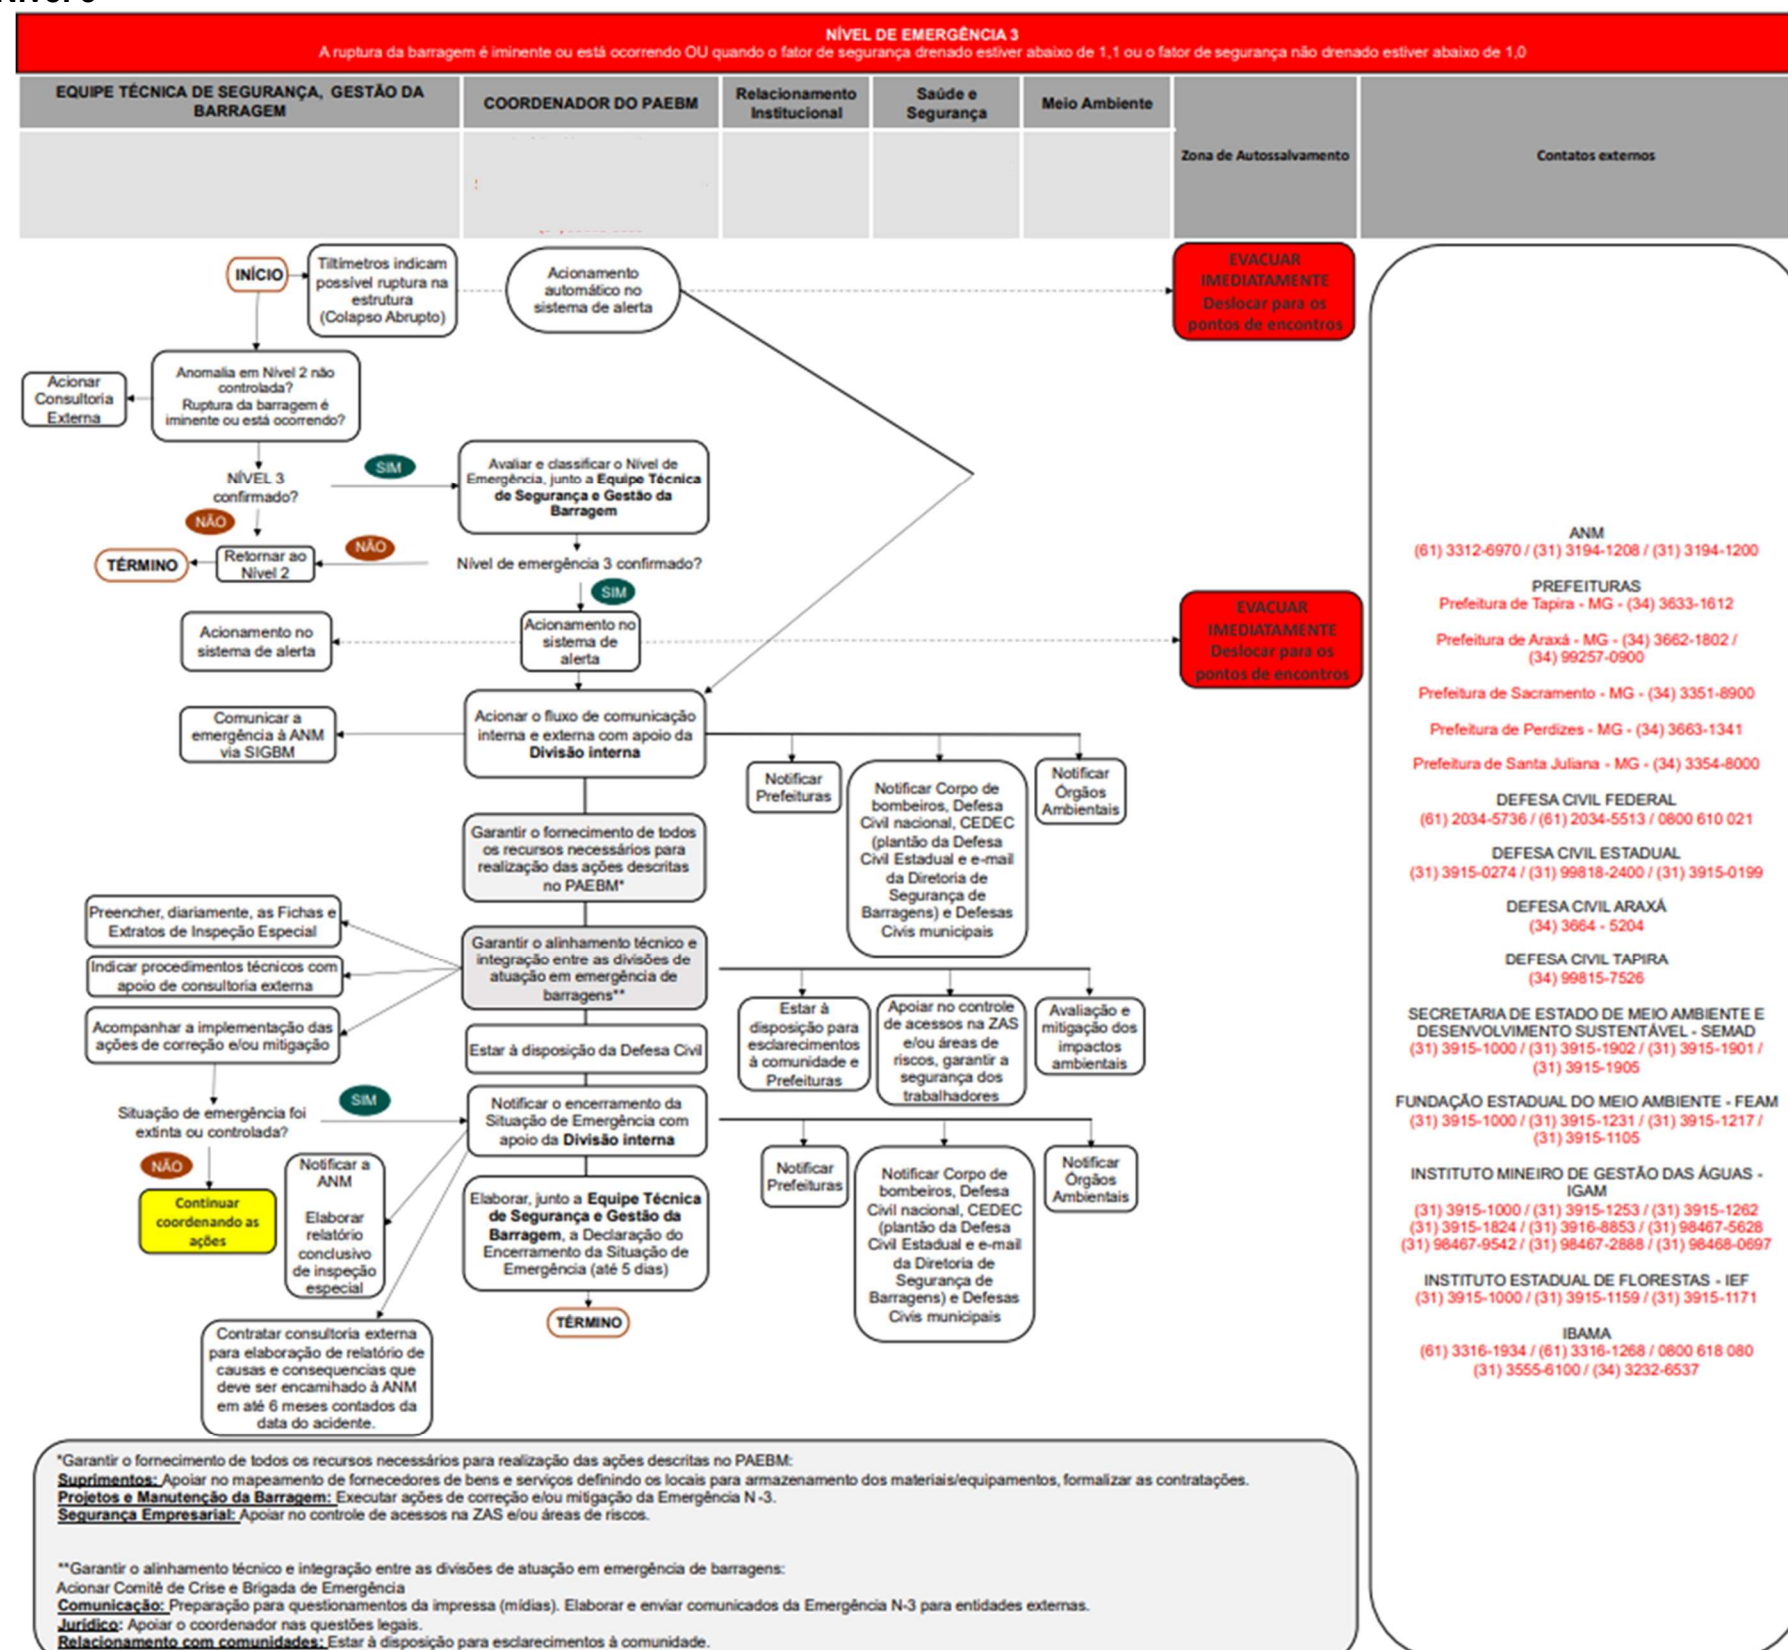 NÍVEL DE EMERGÊNCIA 3
A ruptura da barragem é iminente ou está ocorrendo OU quando o fator de segurança drenado estiver abaixo de 1,1 ou o fator de segurança não drenado estiver abaixo de 1,0
EQUIPE TÉCNICA DE SEGURANÇA, GESTÃO DA
BARRAGEM
COORDENADOR DO PAEBM
Relacionamento
Institucional
Saúde e
Segurança
Meio Ambiente
Zona de Autossalvamento
Contatos externos
INÍCIO
Tiltímetros indicam
possível ruptura na
estrutura
(Colapso Abrupto)
Acionamento
automático no
sistema de alerta
EVACUAR
IMEDIATAMENTE
Deslocar para os
pontos de encontros
Acionar
Consultoria
Externa
Anomalia em Nível 2 não
controlada?
Ruptura da barragem é
iminente ou está ocorrendo?
NÍVEL 3
confirmado?
SIM
Avaliar e classificar o Nível de
Emergência, junto a Equipe Técnica
de Segurança e Gestão da
Barragem
NÃO
TÉRMINO
Retornar ao
Nível 2
NÃO
Nível de emergência 3 confirmado?
SIM
Acionamento no
sistema de alerta
Acionamento no
sistema de
alerta
EVACUAR
IMEDIATAMENTE
Deslocar para os
pontos de encontros
Comunicar a
emergência à ANM
via SIGBM
Acionar o fluxo de comunicação
interna e externa com apoio da
Divisão interna
Notificar
Prefeituras
Notificar Corpo de
bombeiros, Defesa
Civil nacional, CEDEC
(plantão da Defesa
Civil Estadual e e-mail
da Diretoria de
Segurança de
Barragens) e Defesas
Civis municipais
Notificar
Órgãos
Ambientais
Garantir o fornecimento de todos
os recursos necessários para
realização das ações descritas
no PAEBM*
Preencher, diariamente, as Fichas e
Extratos de Inspeção Especial
Indicar procedimentos técnicos com
apoio de consultoria externa
Acompanhar a implementação das
ações de correção e/ou mitigação
Garantir o alinhamento técnico e
integração entre as divisões de
atuação em emergência de
barragens**
Estar à
disposição para
esclarecimentos
à comunidade e
Prefeituras
Apoiar no controle
de acessos na ZAS
e/ou áreas de
riscos, garantir a
segurança dos
trabalhadores
Avaliação e
mitigação dos
impactos
ambientais
Estar à disposição da Defesa Civil
Situação de emergência foi
extinta ou controlada?
SIM
Notificar o encerramento da
Situação de Emergência com
apoio da Divisão interna
NÃO
Continuar
coordenando as
ações
Notificar a
ANM
Elaborar
relatório
conclusivo
de inspeção
especial
Elaborar, junto a Equipe Técnica
de Segurança e Gestão da
Barragem, a Declaração do
Encerramento da Situação de
Emergência (até 5 dias)
Notificar
Prefeituras
Notificar Corpo de
bombeiros, Defesa
Civil nacional, CEDEC
(plantão da Defesa
Civil Estadual e e-mail
da Diretoria de
Segurança de
Barragens) e Defesas
Civis municipais
Notificar
Órgãos
Ambientais
TÉRMINO
Contratar consultoria externa
para elaboração de relatório de
causas e consequencias que
deve ser encamihado à ANM
em até 6 meses contados da
data do acidente.
ANM
(61) 3312-6970 / (31) 3194-1208 / (31) 3194-1200
PREFEITURAS
Prefeitura de Tapira - MG - (34) 3633-1612
Prefeitura de Araxá - MG - (34) 3662-1802 /
(34) 99257-0900
Prefeitura de Sacramento - MG - (34) 3351-8900
Prefeitura de Perdizes - MG - (34) 3663-1341
Prefeitura de Santa Juliana - MG - (34) 3354-8000
DEFESA CIVIL FEDERAL
(61) 2034-5736 / (61) 2034-5513 / 0800 610 021
DEFESA CIVIL ESTADUAL
(31) 3915-0274 / (31) 99818-2400 / (31) 3915-0199
DEFESA CIVIL ARAXÁ
(34) 3664 - 5204
DEFESA CIVIL TAPIRA
(34) 99815-7526
SECRETARIA DE ESTADO DE MEIO AMBIENTE E
DESENVOLVIMENTO SUSTENTÁVEL - SEMAD
(31) 3915-1000 / (31) 3915-1902 / (31) 3915-1901 /
(31) 3915-1905
FUNDAÇÃO ESTADUAL DO MEIO AMBIENTE - FEAM
(31) 3915-1000 / (31) 3915-1231 / (31) 3915-1217 /
(31) 3915-1105
INSTITUTO MINEIRO DE GESTÃO DAS ÁGUAS -
IGAM
(31) 3915-1000 / (31) 3915-1253 / (31) 3915-1262
(31) 3915-1824 / (31) 3916-8853 / (31) 98467-5628
(31) 98467-9542 / (31) 98467-2888 / (31) 98468-0697
INSTITUTO ESTADUAL DE FLORESTAS - IEF
(31) 3915-1000 / (31) 3915-1159 / (31) 3915-1171
IBAMA
(61) 3316-1934 / (61) 3316-1268 / 0800 618 080
(31) 3555-6100 / (34) 3232-6537
*Garantir o fornecimento de todos os recursos necessários para realização das ações descritas no PAEBM:
Suprimentos: Apoiar no mapeamento de fornecedores de bens e serviços definindo os locais para armazenamento dos materiais/equipamentos, formalizar as contratações.
Projetos e Manutenção da Barragem: Executar ações de correção e/ou mitigação da Emergência N-3.
Segurança Empresarial: Apoiar no controle de acessos na ZAS e/ou áreas de riscos.
**Garantir o alinhamento técnico e integração entre as divisões de atuação em emergência de barragens:
Acionar Comitê de Crise e Brigada de Emergência
Comunicação: Preparação para questionamentos da impressa (mídias). Elaborar e enviar comunicados da Emergência N-3 para entidades externas.
Jurídico: Apoiar o coordenador nas questões legais.
Relacionamento com comunidades: Estar à disposição para esclarecimentos à comunidade.